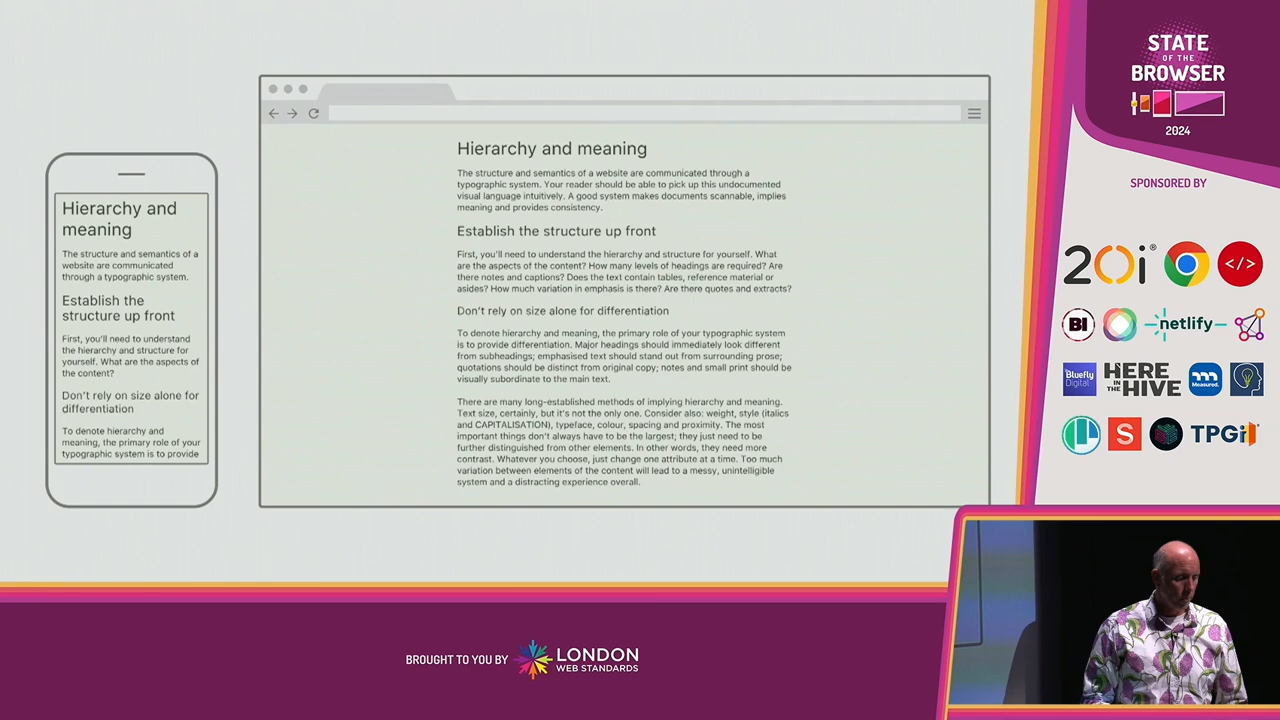 Hierarchy and
meaning
The structure and semantics of a
website are communicated
through a typographic system.
Establish the
structure up front
First, you'll need to understand
the hierarchy and structure for
yourself. What are the aspects of
the content?
Don't rely on size alone for
differentiation
To denote hierarchy and
meaning, the primary role of your
typographic system is to provide
Hierarchy and meaning
The structure and semantics of a website are communicated through a
typographic system. Your reader should be able to pick up this undocumented
visual language intuitively. A good system makes documents scannable, implies
meaning and provides consistency.
Establish the structure up front
First, you'll need to understand the hierarchy and structure for yourself. What
are the aspects of the content? How many levels of headings are required? Are
there notes and captions? Does the text contain tables, reference material or
asides? How much variation in emphasis is there? Are there quotes and extracts?
Don't rely on size alone for differentiation
To denote hierarchy and meaning, the primary role of your typographic system
is to provide differentiation. Major headings should immediately look different
from subheadings; emphasised text should stand out from surrounding prose;
quotations should be distinct from original copy; notes and small print should be
visually subordinate to the main text.
There are many long-established methods of implying hierarchy and meaning.
Text size, certainly, but it's not the only one. Consider also: weight, style (italics
and CAPITALISATION), typeface, colour, spacing and proximity. The most
important things don't always have to be the largest; they just need to be
further distinguished from other elements. In other words, they need more
contrast. Whatever you choose, just change one attribute at a time. Too much
variation between elements of the content will lead to a messy, unintelligible
system and a distracting experience overall.
STATE
OF THE
BROWSER
2024
SPONSORED BY
20i®
</>
BI
netlify
Bluefly
Digital
HERE
IN THE
HIVE
Measured.
S
TPGi
BROUGHT TO YOU BY
LONDON
WEB STANDARDS